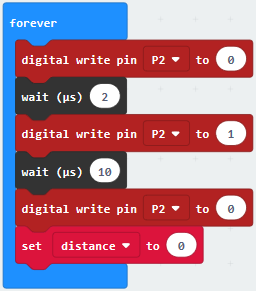 forever
digital write pin P2 to 0
wait (µs) 2
digital write pin P2 to 1
wait (µs) 10
digital write pin P2 to 0
set distance to 0